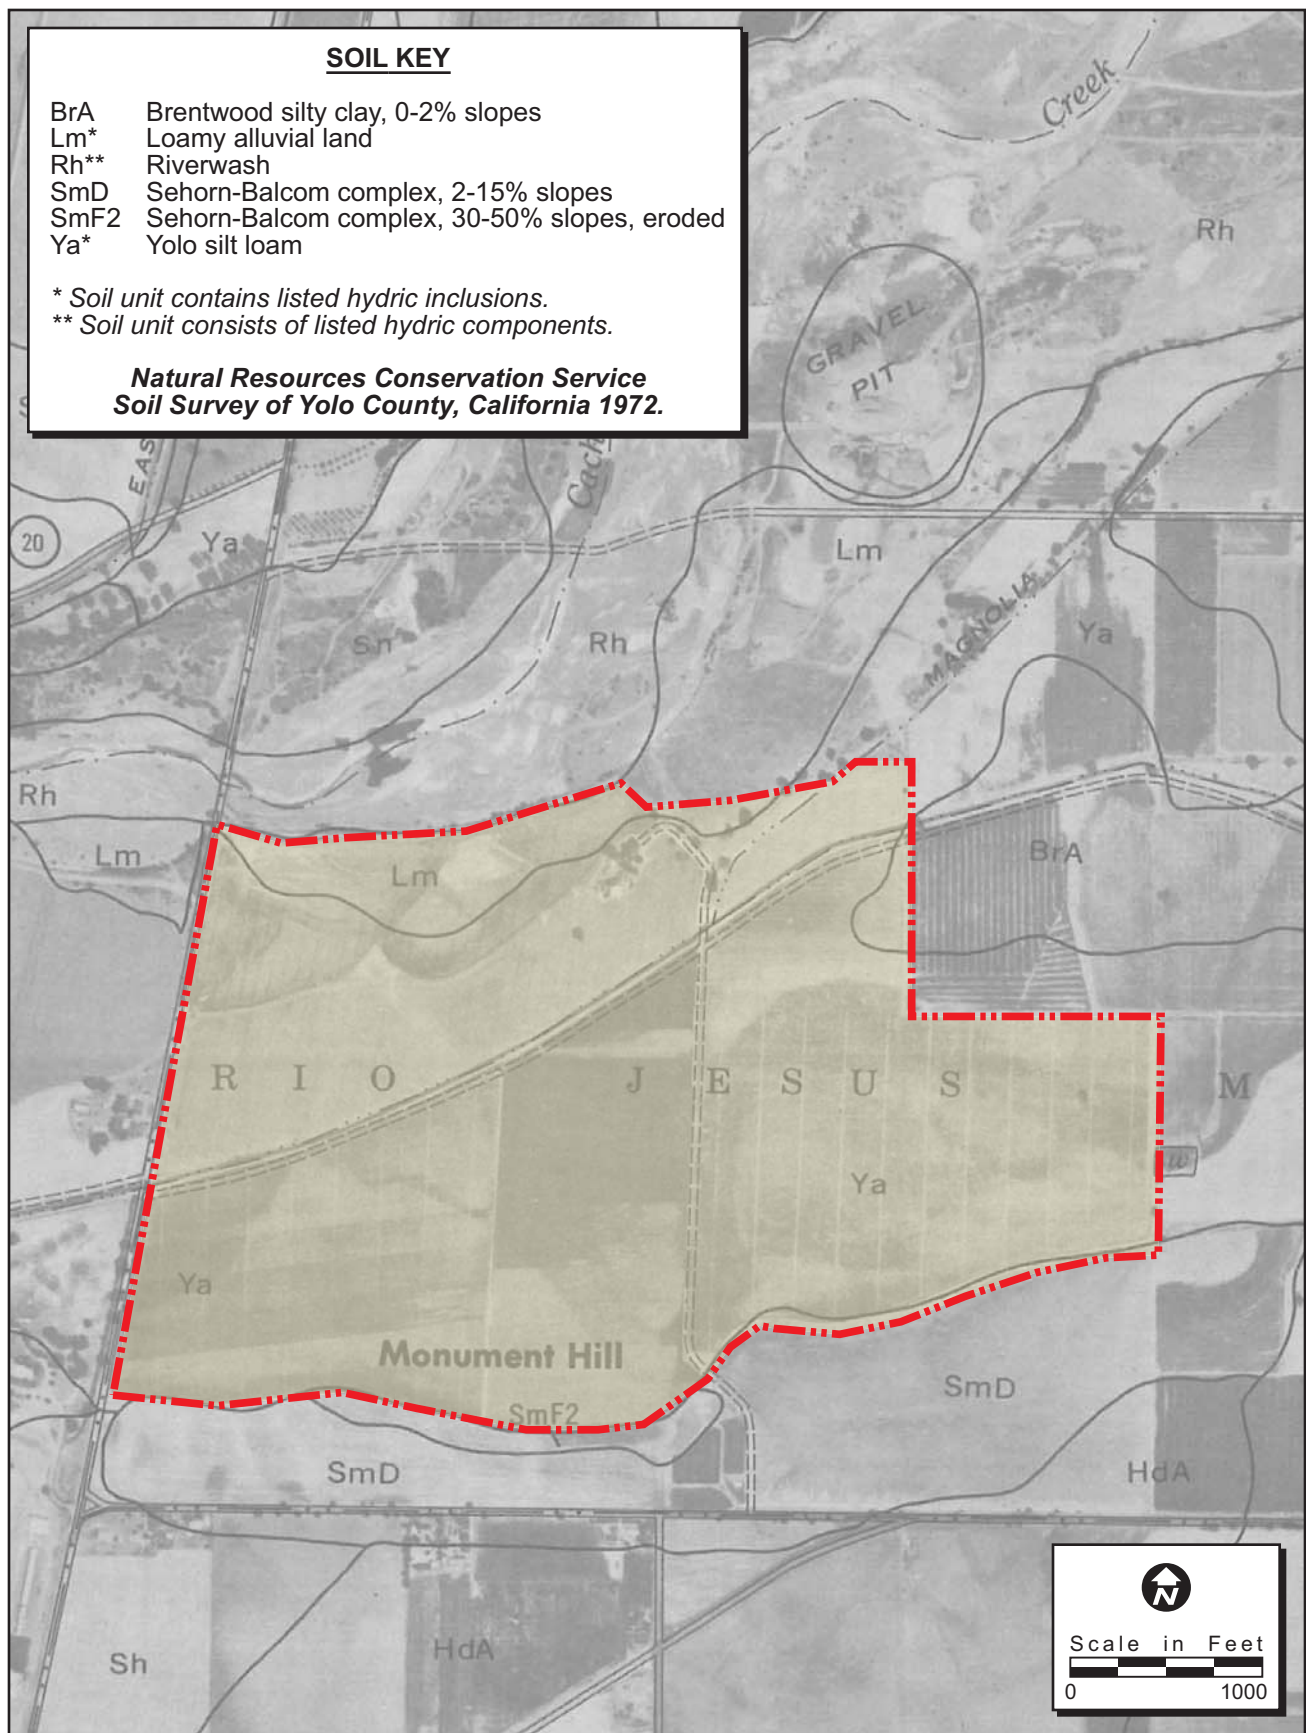 SOIL KEY
BrA Brentwood silty clay, 0-2% slopes
Lm* Loamy alluvial land
Rh** Riverwash
SmD Sehorn-Balcom complex, 2-15% slopes
SmF2 Sehorn-Balcom complex, 30-50% slopes, eroded
Ya* Yolo silt loam
* Soil unit contains listed hydric inclusions.
** Soil unit consists of listed hydric components.
Natural Resources Conservation Service
Soil Survey of Yolo County, California 1972.
Creek
Rh
GRAVEL
PIT
EAS
Cach
20
Ya
Lm
MAGNOLIA
Sn
Rh
Ya
Rh
Lm
Lm
BrA
RIO JESUS M
w
Ya
Ya
Monument Hill
SmF2
SmD
SmD
HdA
Sh
HdA
N
Scale in Feet
0 1000